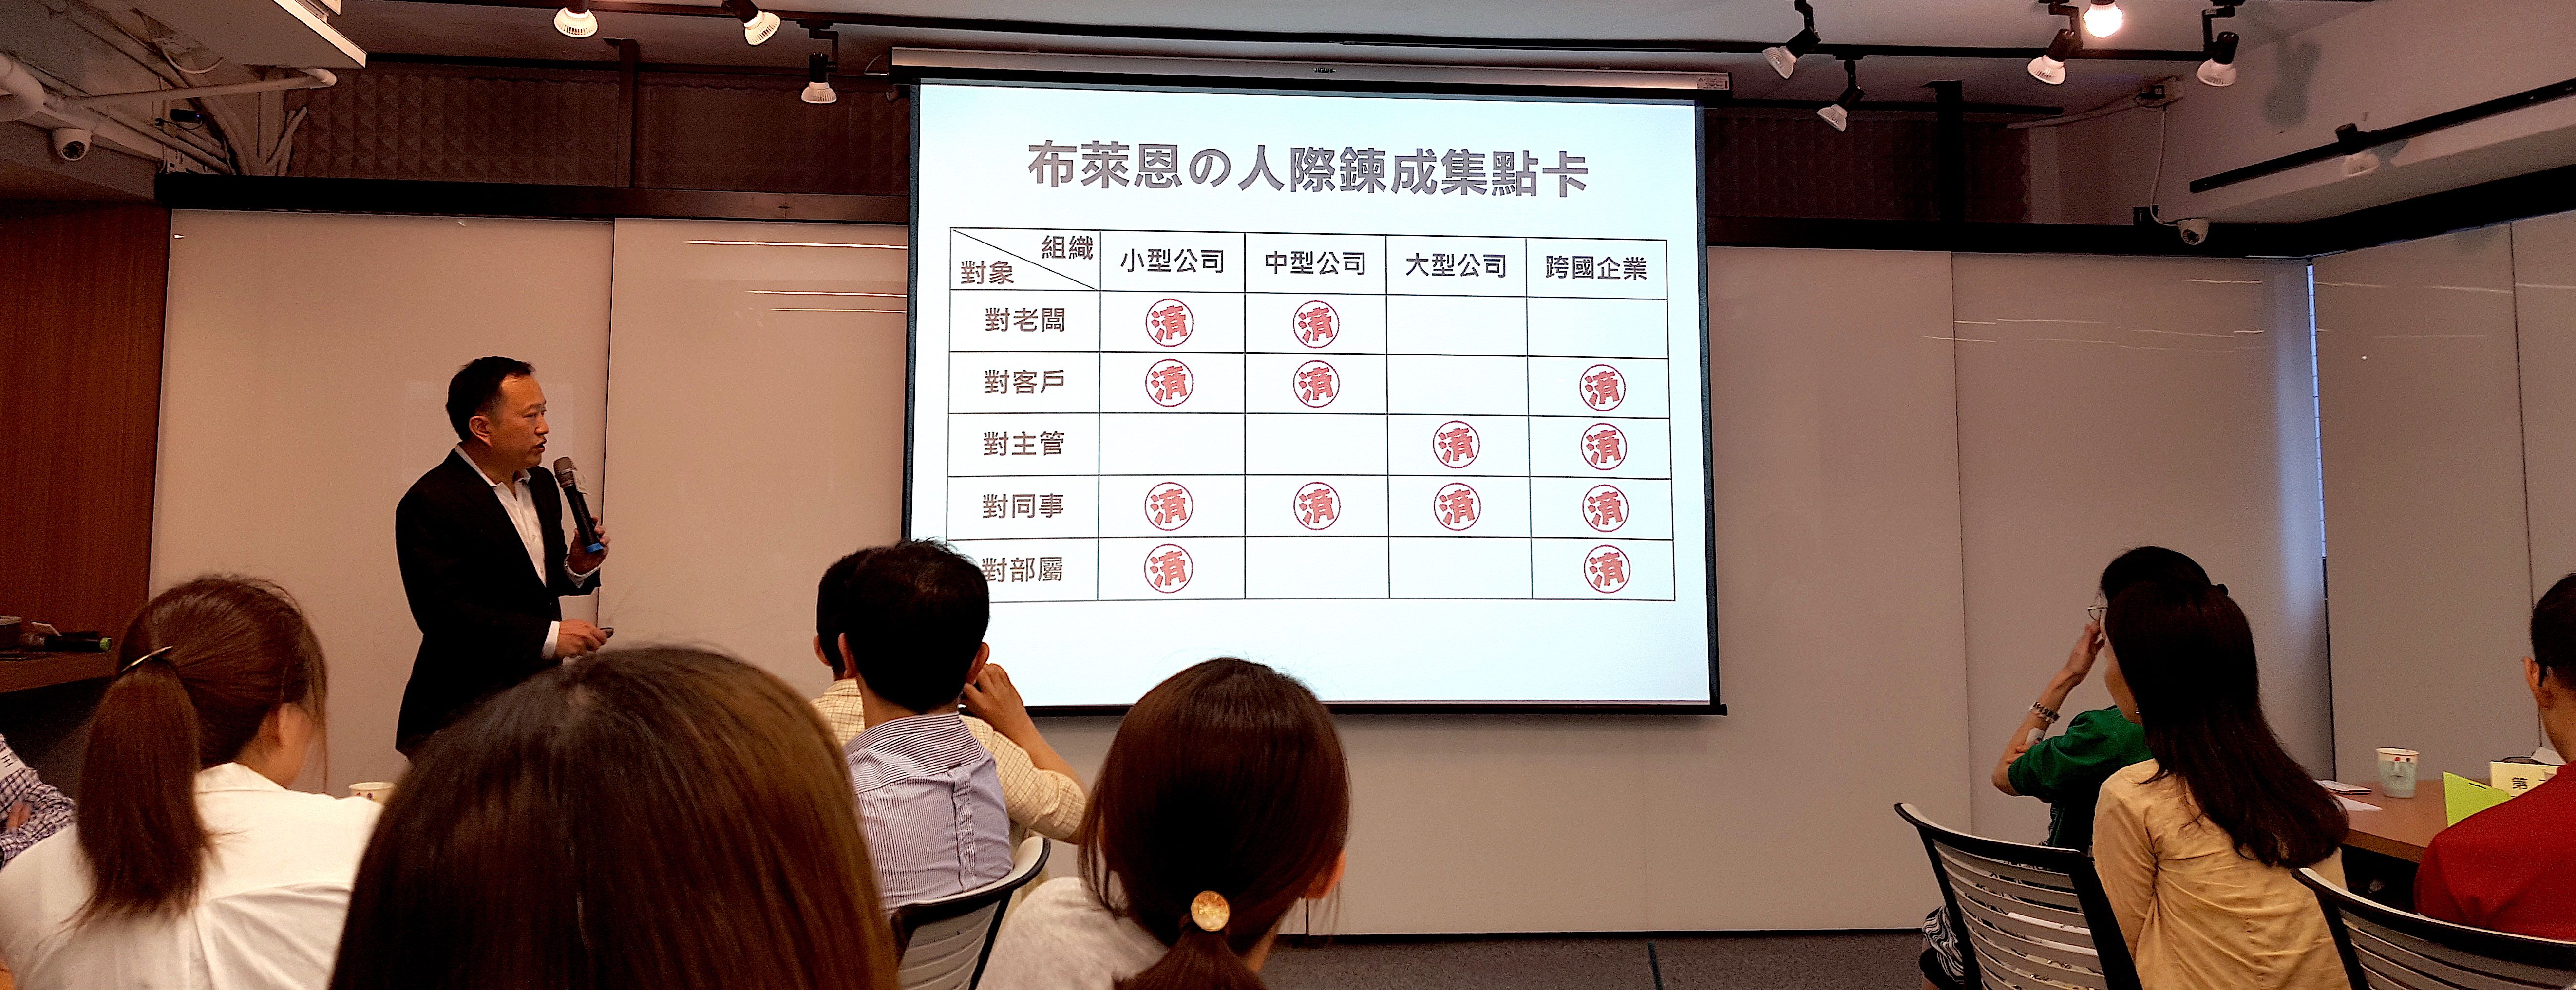 布萊恩の人際鍊成集點卡
組織
對象
小型公司 中型公司 大型公司 跨國企業
對老闆 済 済
對客戶 済 済 済
對主管 済 済
對同事 済 済 済 済
對部屬 済 済
第